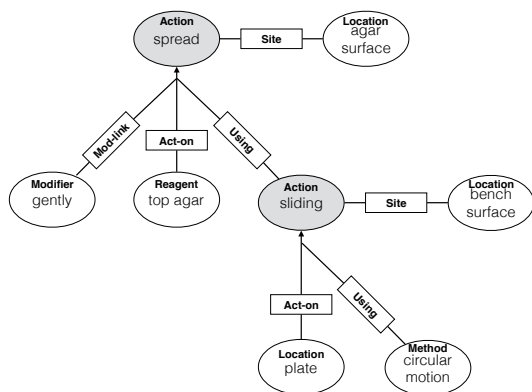 Action
spread
Site
Location
agar
surface
Mod-link
Act-on
Using
Modifier
gently
Reagent
top agar
Action
sliding
Site
Location
bench
surface
Act-on
Using
Location
plate
Method
circular
motion